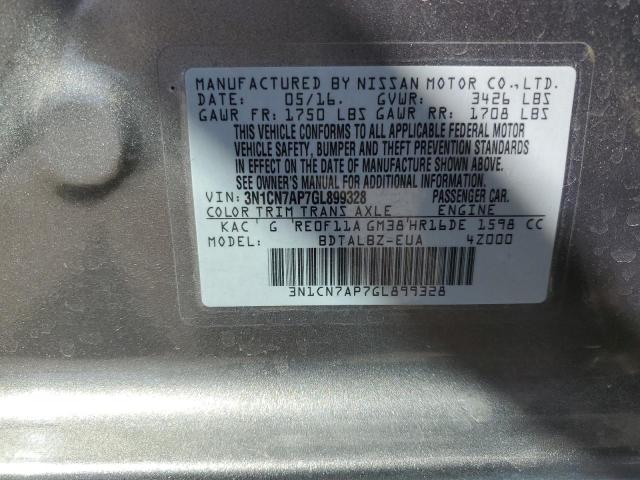 MANUFACTURED BY NISSAN MOTOR CO.,LTD.
DATE: 05/16. GVWR: 3426 LBS
GAWR FR: 1750 LBS GAWR RR: 1708 LBS
THIS VEHICLE CONFORMS TO ALL APPLICABLE FEDERAL MOTOR
VEHICLE SAFETY, BUMPER AND THEFT PREVENTION STANDARDS
IN EFFECT ON THE DATE OF MANUFACTURE SHOWN ABOVE.
SEE OWNER'S MANUAL FOR ADDITIONAL INFORMATION
VIN: 3N1CN7AP7GL899328 PASSENGER CAR.
COLOR TRIM TRANS AXLE ENGINE
KAC G RE0F11A GM38 HR16DE 1598 CC
MODEL: BDTALBZ-EUA 4Z000
3N1CN7AP7GL899328